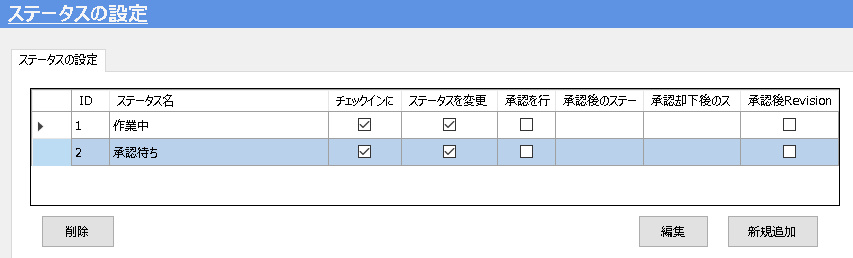 ステータスの設定
ステータスの設定
ID ステータス名 チェックインに ステータスを変更 承認を行 承認後のステー 承認却下後のス 承認後Revision
1 作業中
2 承認待ち
削除 編集 新規追加